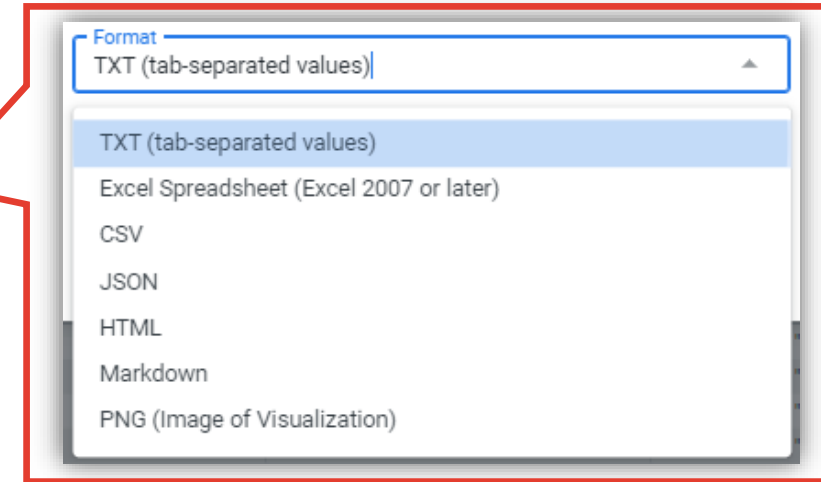 Format
TXT (tab-separated values)
TXT (tab-separated values)
Excel Spreadsheet (Excel 2007 or later)
CSV
JSON
HTML
Markdown
PNG (Image of Visualization)